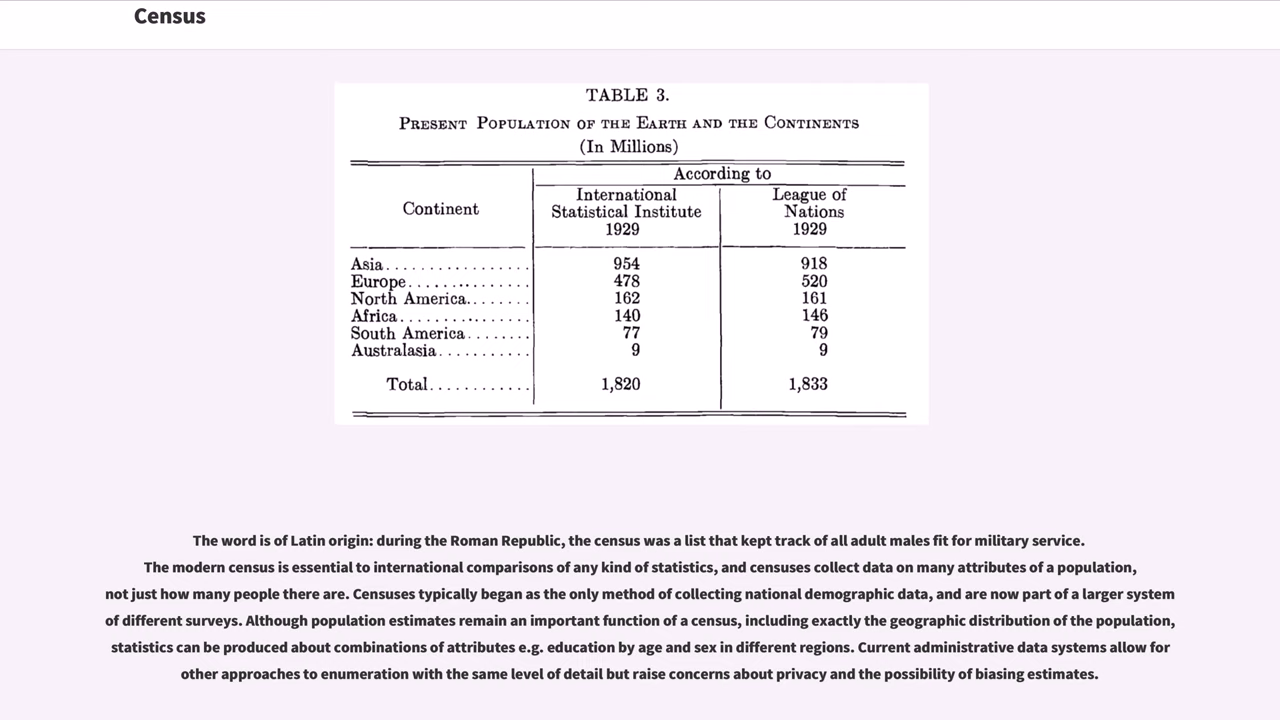 Census
TABLE 3.
PRESENT POPULATION OF THE EARTH AND THE CONTINENTS
(In Millions)
According to
Continent
International Statistical Institute 1929
League of Nations 1929
Asia.................. 954 918
Europe............... 478 520
North America........ 162 161
Africa................ 140 146
South America........ 77 79
Australasia........... 9 9
Total............ 1,820 1,833
The word is of Latin origin: during the Roman Republic, the census was a list that kept track of all adult males fit for military service.
The modern census is essential to international comparisons of any kind of statistics, and censuses collect data on many attributes of a population,
not just how many people there are. Censuses typically began as the only method of collecting national demographic data, and are now part of a larger system
of different surveys. Although population estimates remain an important function of a census, including exactly the geographic distribution of the population,
statistics can be produced about combinations of attributes e.g. education by age and sex in different regions. Current administrative data systems allow for
other approaches to enumeration with the same level of detail but raise concerns about privacy and the possibility of biasing estimates.